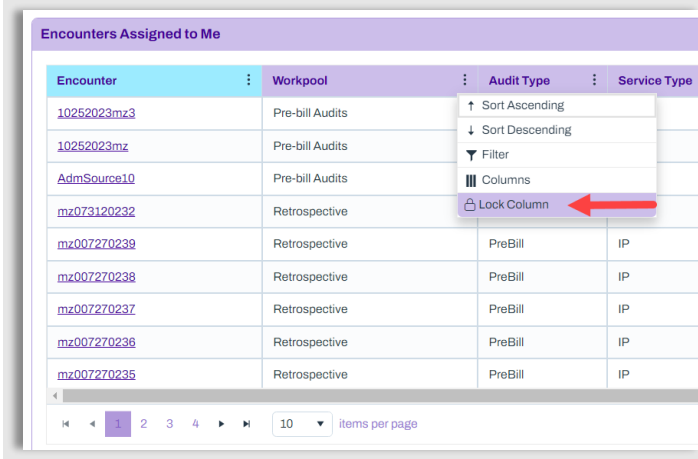 Encounters Assigned to Me
Encounter Workpool Audit Type Service Type
10252023mz3 Pre-bill Audits
10252023mz Pre-bill Audits
AdmSource10 Pre-bill Audits
mz073120232 Retrospective
Sort Ascending
Sort Descending
Filter
Columns
Lock Column
mz007270239 Retrospective PreBill IP
mz007270238 Retrospective PreBill IP
mz007270237 Retrospective PreBill IP
mz007270236 Retrospective PreBill IP
mz007270235 Retrospective PreBill IP
1 2 3 4 10 items per page